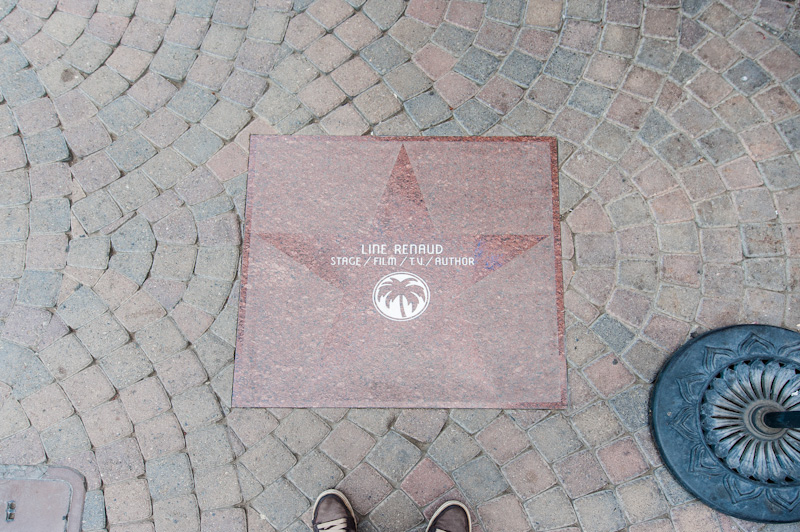 LINE RENAUD
STAGE / FILM / T.V. / AUTHOR